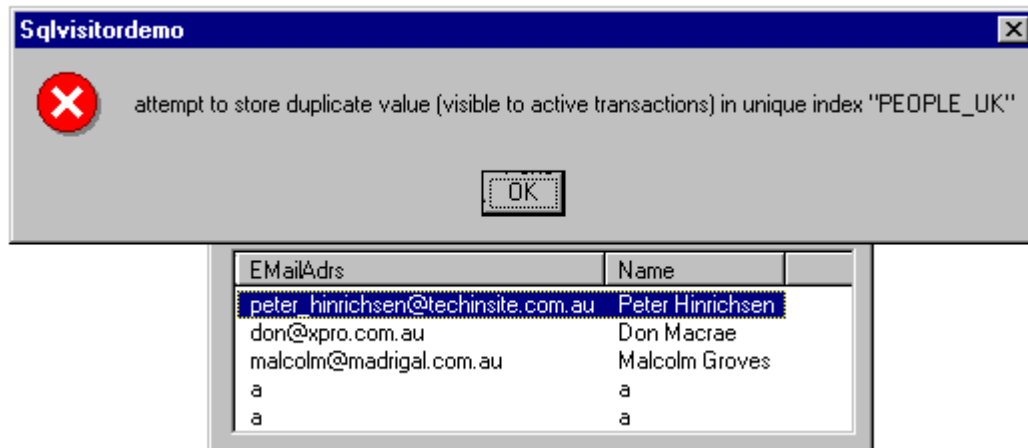 Sqlvisitordemo
attempt to store duplicate value (visible to active transactions) in unique index "PEOPLE_UK"
OK
EMailAdrs Name
peter_hinrichsen@techinsite.com.au Peter Hinrichsen
don@xpro.com.au Don Macrae
malcolm@madrigal.com.au Malcolm Groves
a a
a a